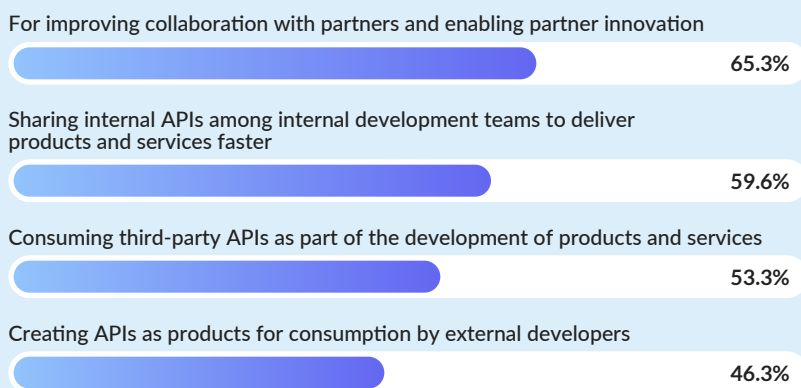 For improving collaboration with partners and enabling partner innovation
65.3%
Sharing internal APIs among internal development teams to deliver
products and services faster
59.6%
Consuming third-party APIs as part of the development of products and services
53.3%
Creating APIs as products for consumption by external developers
46.3%